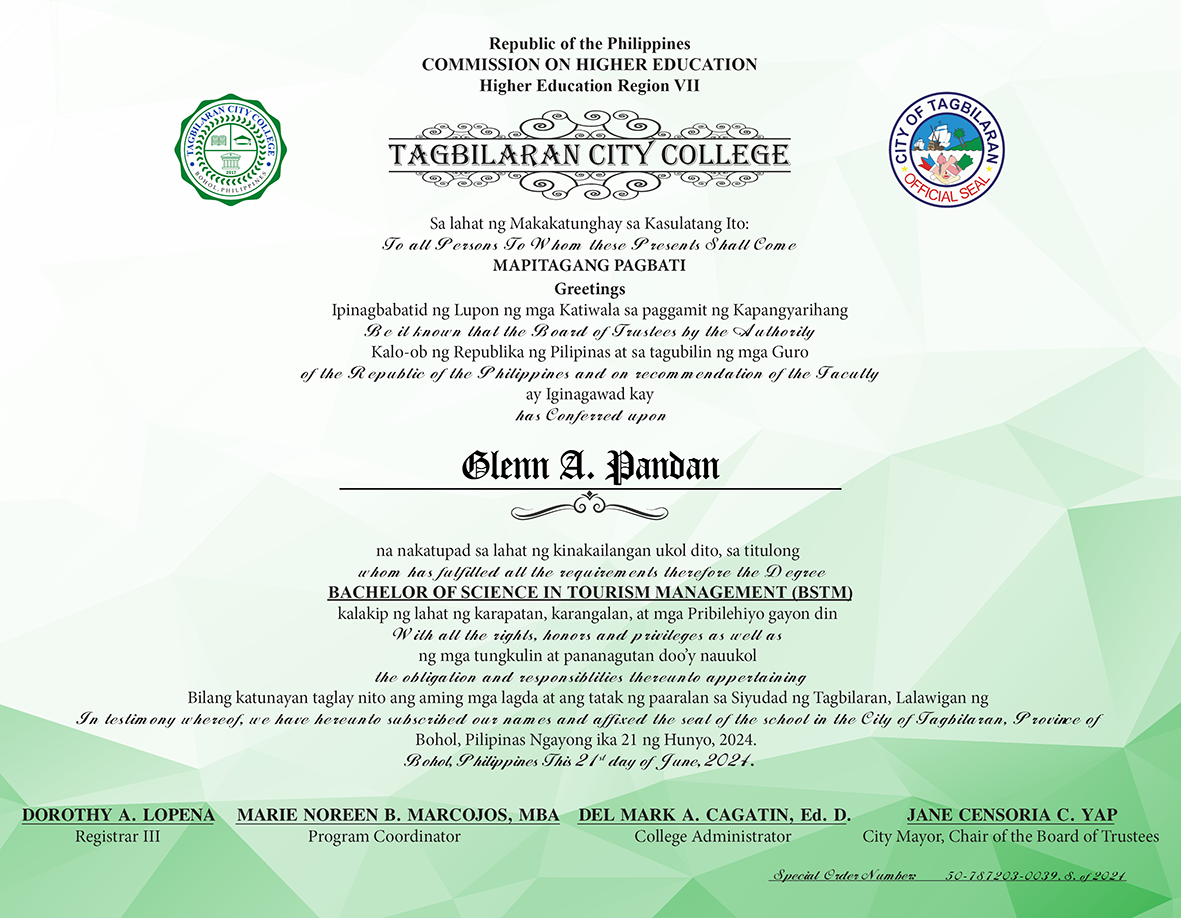 Republic of the Philippines
COMMISSION ON HIGHER EDUCATION
Higher Education Region VII
TAGBILARAN CITY COLLEGE
BOHOL, PHILIPPINES
2017
TAGBILARAN CITY COLLEGE
CITY OF TAGBILARAN
OFFICIAL SEAL
Sa lahat ng Makakatunghay sa Kasulatang Ito:
To all Persons To Whom these Presents Shall Come
MAPITAGANG PAGBATI
Greetings
Ipinagbabatid ng Lupon ng mga Katiwala sa paggamit ng Kapangyarihang
Be it known that the Board of Trustees by the Authority
Kalo-ob ng Republika ng Pilipinas at sa tagubilin ng mga Guro
of the Republic of the Philippines and on recommendation of the Faculty
ay Iginagawad kay
has Conferred upon
Glenn A. Pandan
na nakatupad sa lahat ng kinakailangan ukol dito, sa titulong
whom has fulfilled all the requirements therefore the Degree
BACHELOR OF SCIENCE IN TOURISM MANAGEMENT (BSTM)
kalakip ng lahat ng karapatan, karangalan, at mga Pribilehiyo gayon din
With all the rights, honors and privileges as well as
ng mga tungkulin at pananagutan doo'y nauukol
the obligation and responsiblities thereunto appertaining
Bilang katunayan taglay nito ang aming mga lagda at ang tatak ng paaralan sa Siyudad ng Tagbilaran, Lalawigan ng
In testimony whereof, we have hereunto subscribed our names and affixed the seal of the school in the City of Tagbilaran, Province of
Bohol, Pilipinas Ngayong ika 21 ng Hunyo, 2024.
Bohol, Philippines This 21st day of June, 2024.
DOROTHY A. LOPENA
Registrar III
MARIE NOREEN B. MARCOJOS, MBA
Program Coordinator
DEL MARK A. CAGATIN, Ed. D.
College Administrator
JANE CENSORIA C. YAP
City Mayor, Chair of the Board of Trustees
Special Order Number: 50-787203-0039, S. of 2024